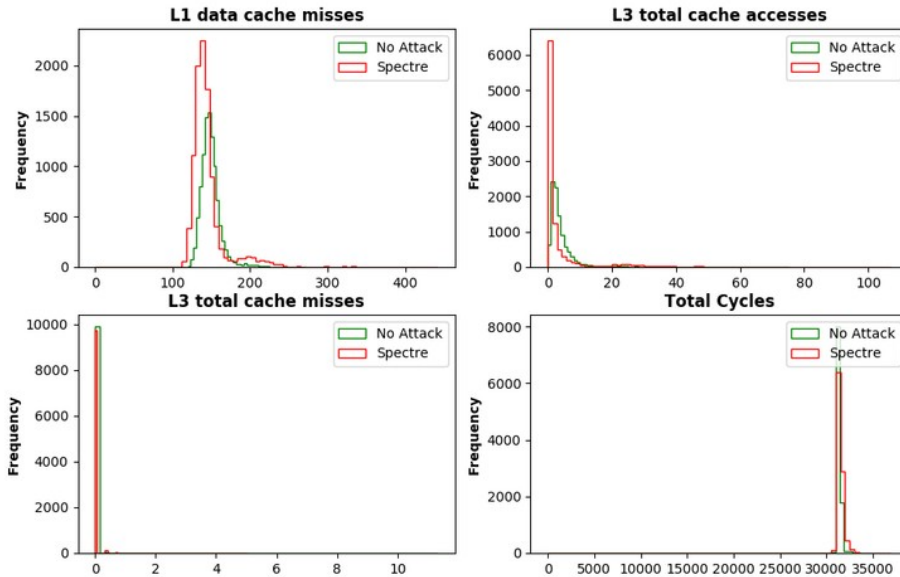 L1 data cache misses
Frequency
2000
1500
1000
500
0
0 100 200 300 400
No Attack
Spectre
L3 total cache accesses
Frequency
6000
5000
4000
3000
2000
1000
0
0 20 40 60 80 100
No Attack
Spectre
L3 total cache misses
Frequency
10000
8000
6000
4000
2000
0
0 2 4 6 8 10
No Attack
Spectre
Total Cycles
Frequency
8000
6000
4000
2000
0
0 5000 10000 15000 20000 25000 30000 35000
No Attack
Spectre